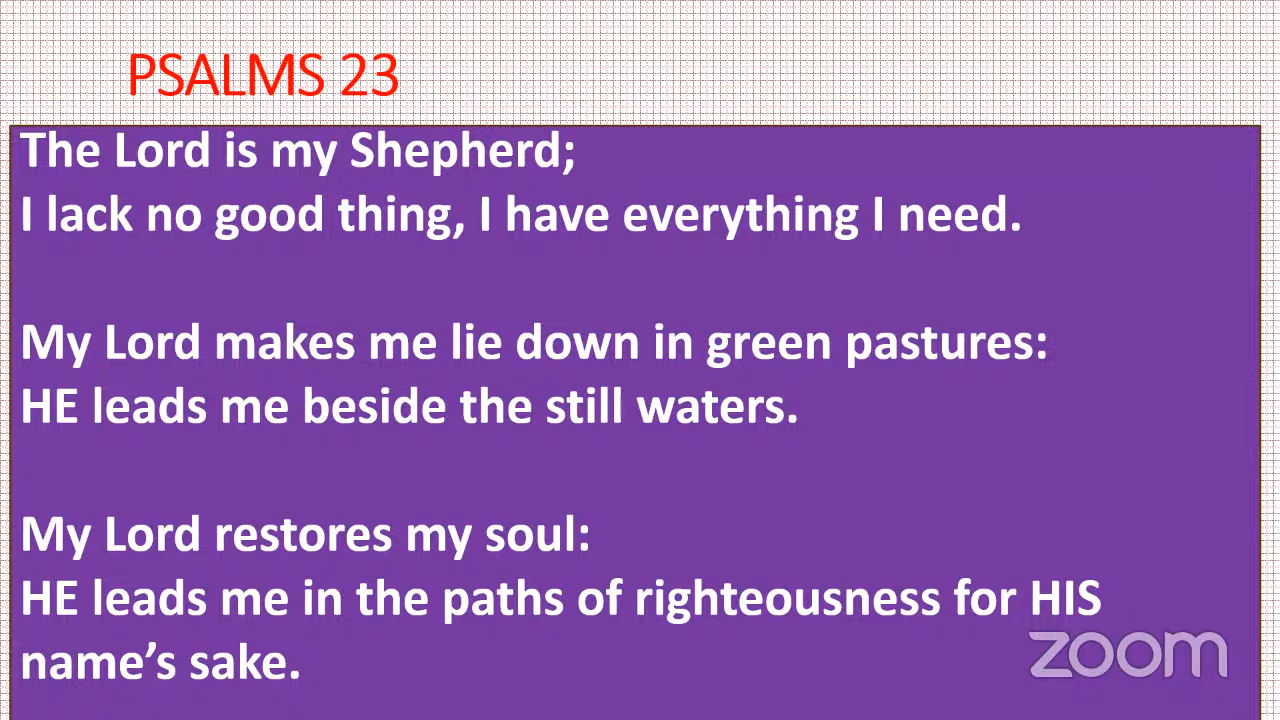 PSALMS 23
The Lord is my Shepherd;
I lack no good thing, I have everything I need.
My Lord makes me lie down in green pastures:
HE leads me beside the still waters.
My Lord restores my soul:
HE leads me in the paths of righteousness for HIS
name’s sake.
zoom